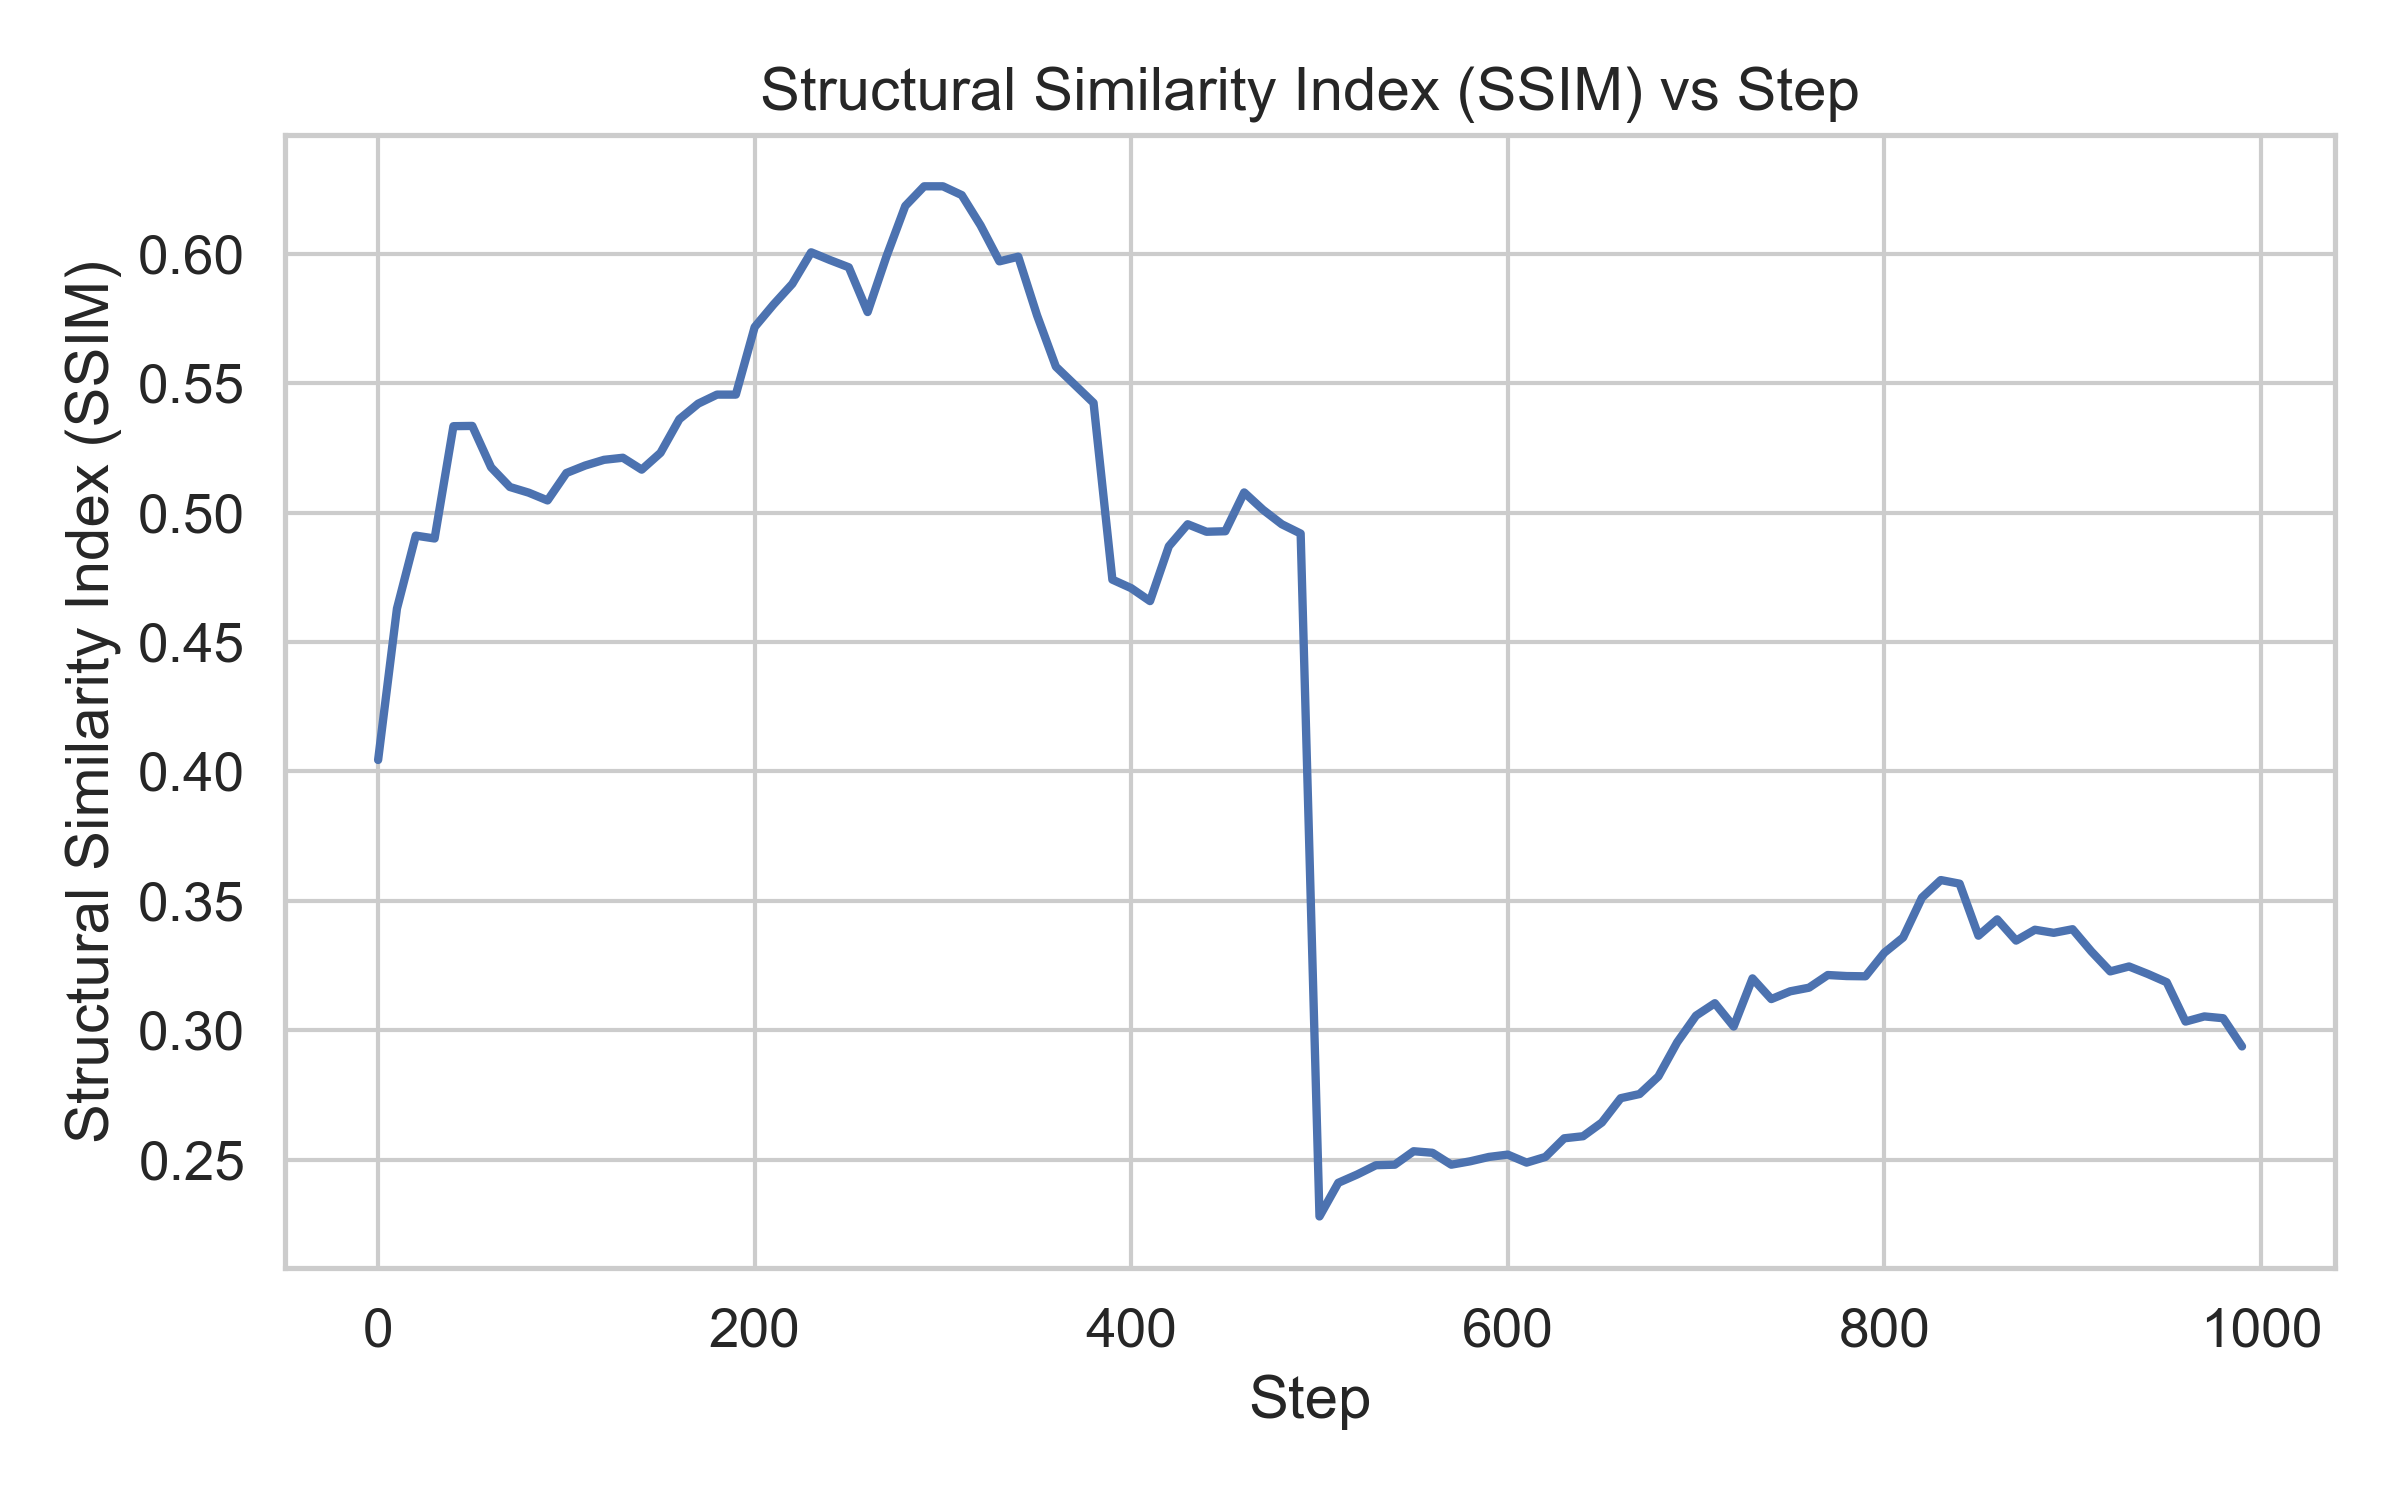 Structural Similarity Index (SSIM) vs Step
Structural Similarity Index (SSIM)
0.60
0.55
0.50
0.45
0.40
0.35
0.30
0.25
0 200 400 600 800 1000
Step